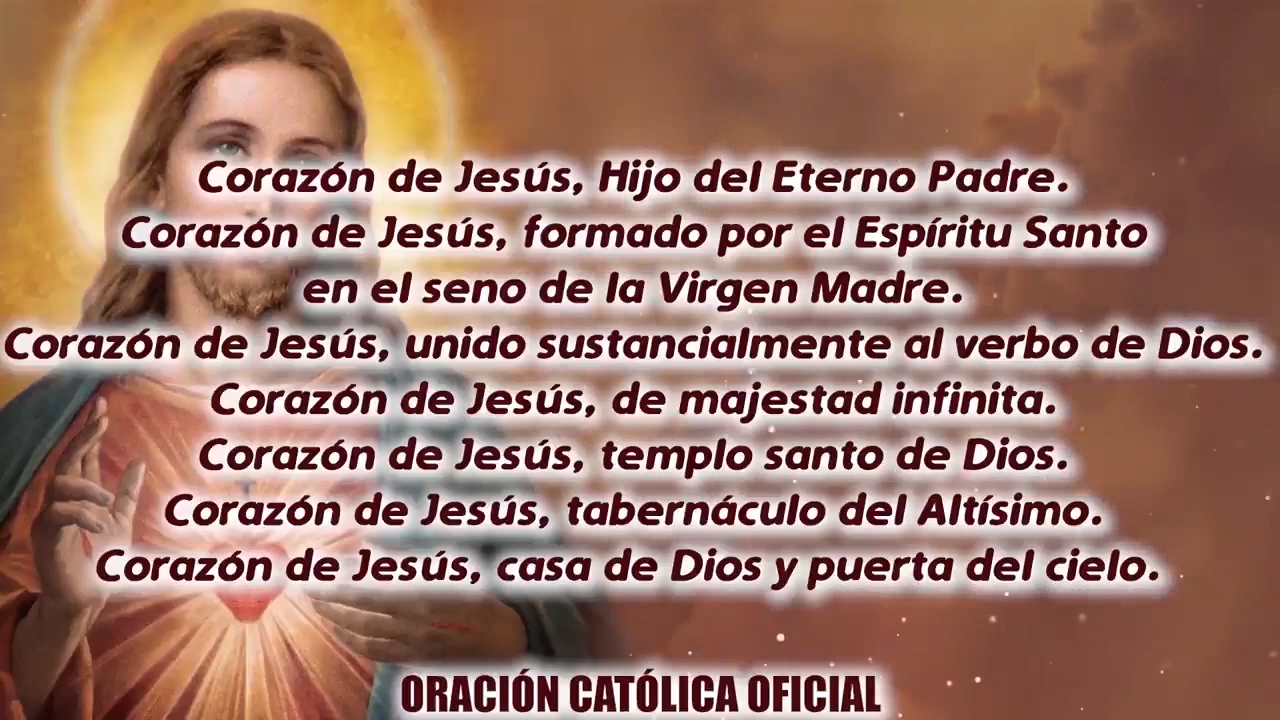 Corazón de Jesús, Hijo del Eterno Padre.
Corazón de Jesús, formado por el Espíritu Santo
en el seno de la Virgen Madre.
Corazón de Jesús, unido sustancialmente al verbo de Dios.
Corazón de Jesús, de majestad infinita.
Corazón de Jesús, templo santo de Dios.
Corazón de Jesús, tabernáculo del Altísimo.
Corazón de Jesús, casa de Dios y puerta del cielo.
ORACIÓN CATÓLICA OFICIAL